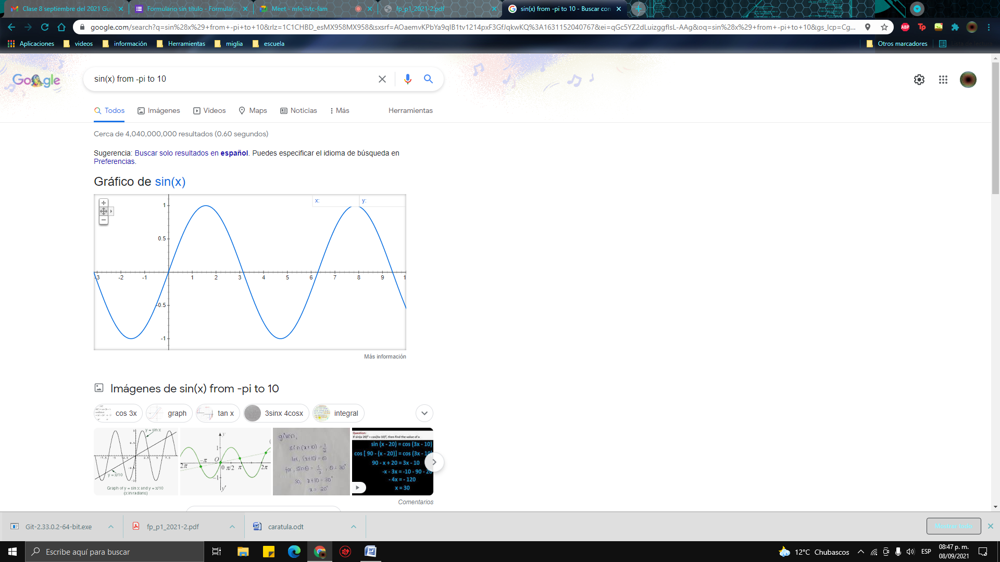 Clase 8 septiembre del 2021 Gui
Formulario sin título - Formulario
Meet - mfe-ivtc-fam
fp_p1_2021-2.pdf
sin(x) from -pi to 10 - Buscar con
google.com/search?q=sin%28x%29+from+-pi+to+10&rlz=1C1CHBD_esMX958MX958&sxsrf=AOaemvKPbYa9qlB1tv1214pxF3GfJqkwKQ%3A1631152040767&ei=qGc5YZ2dLuizggflsL-AAg&oq=sin%28x%29+from+-pi+to+10&gs_lcp=Cg...
Aplicaciones
videos
información
Herramientas
miglia
escuela
Otros marcadores
Google
sin(x) from -pi to 10
Todos
Imágenes
Videos
Maps
Noticias
Más
Herramientas
Cerca de 4,040,000,000 resultados (0.60 segundos)
Sugerencia: Buscar solo resultados en español. Puedes especificar el idioma de búsqueda en
Preferencias.
Gráfico de sin(x)
x:
y:
1
0.5
-3 -2 -1 1 2 3 4 5 6 7 8 9 1
-0.5
-1
Más información
Imágenes de sin(x) from -pi to 10
cos 3x
graph
tan x
3sinx 4cosx
integral
y = sin x
y = x/10
Graph of y = sin x and y = x/10
(x in radians)
1
-π O 0 π/2 π 2π
2π
-1
y'
given,
sin(x+10) = 1/2
let, (x+10) = θ
for, sinθ = 1/2, θ = 30°
so, x+10 = 30°
x = 20°
Question:
If sin(x-20)° = cos(3x-10)°, then find the value of x
sin (x - 20) = cos (3x - 10)
cos [ 90 - (x - 20)] = cos (3x - 10)
90 - x + 20 = 3x - 10
-x - 3x = -10 - 90 - 20
- 4x = - 120
x = 30
Comentarios
Git-2.33.0.2-64-bit.exe
fp_p1_2021-2.pdf
caratula.odt
Mostrar todo
Escribe aquí para buscar
12°C Chubascos
ESP
08:47 p. m.
08/09/2021